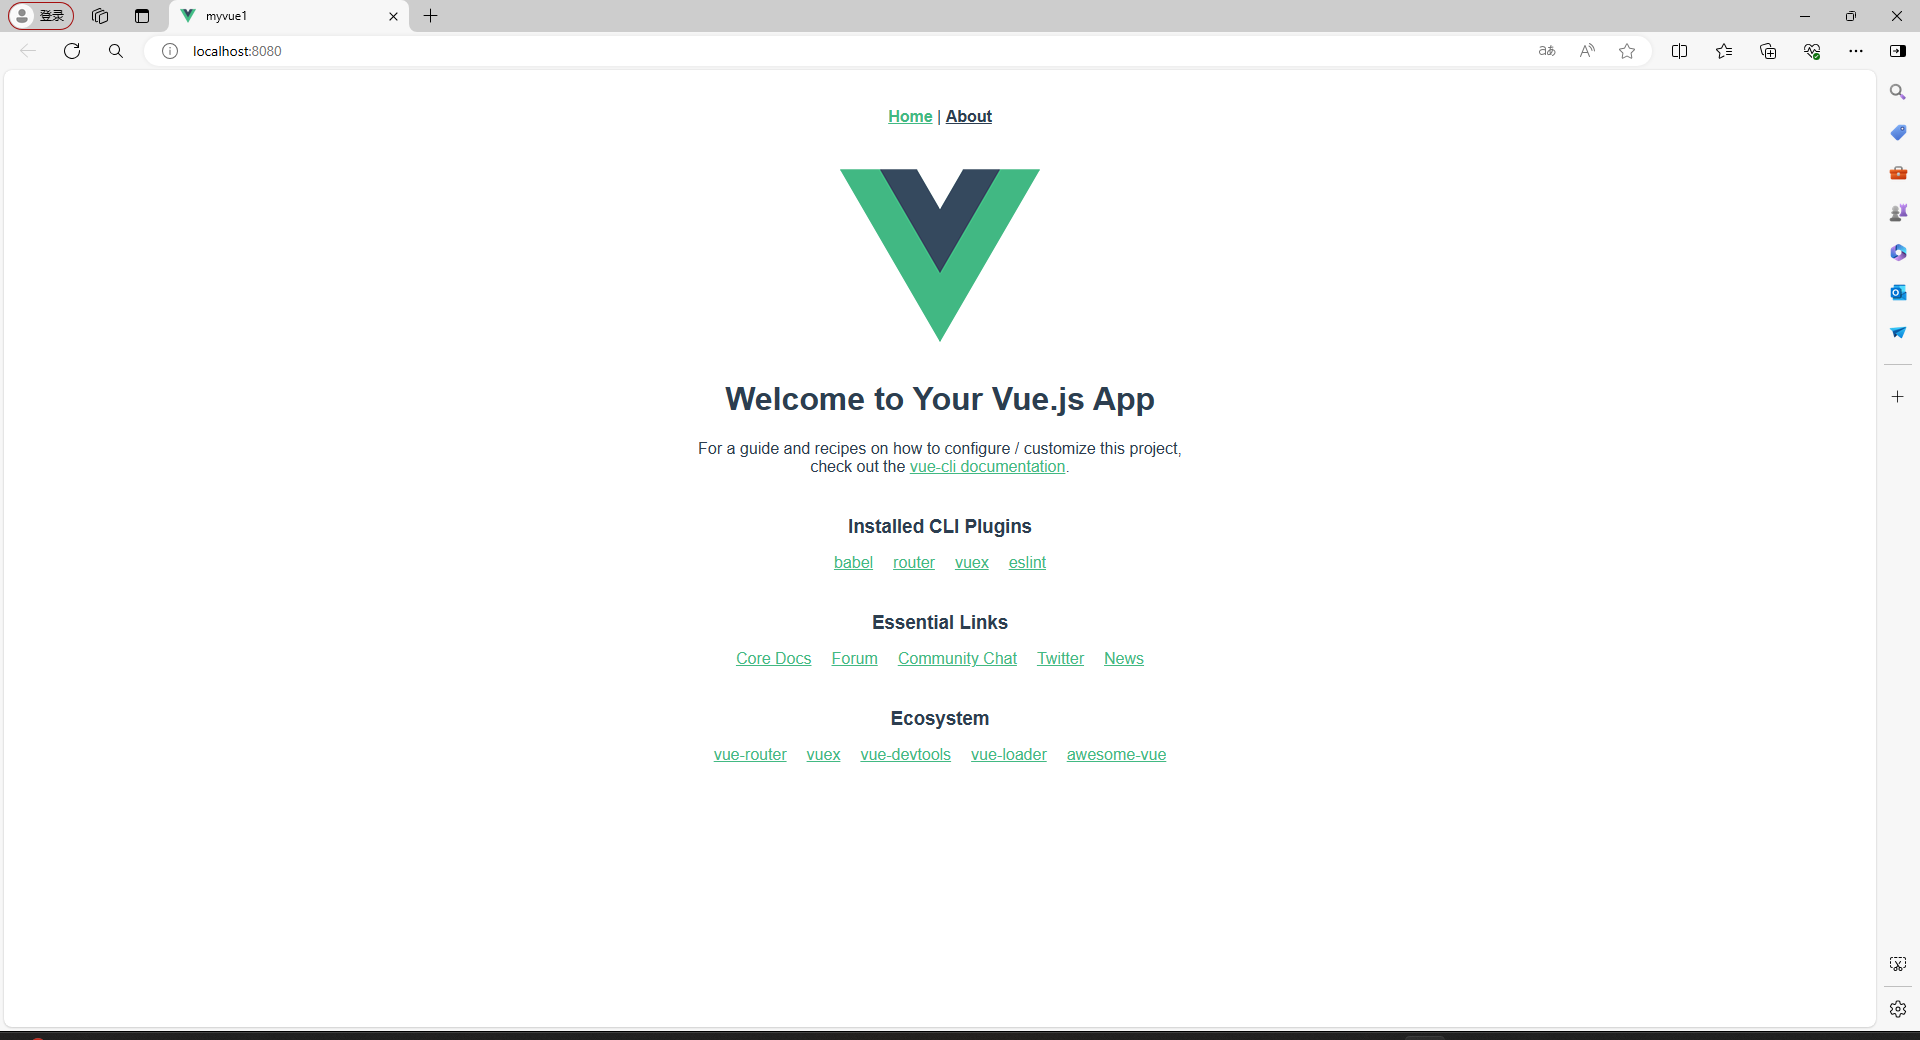 登录
myvue1
localhost:8080
aあ
Home | About
Welcome to Your Vue.js App
For a guide and recipes on how to configure / customize this project,
check out the vue-cli documentation.
Installed CLI Plugins
babel router vuex eslint
Essential Links
Core Docs Forum Community Chat Twitter News
Ecosystem
vue-router vuex vue-devtools vue-loader awesome-vue